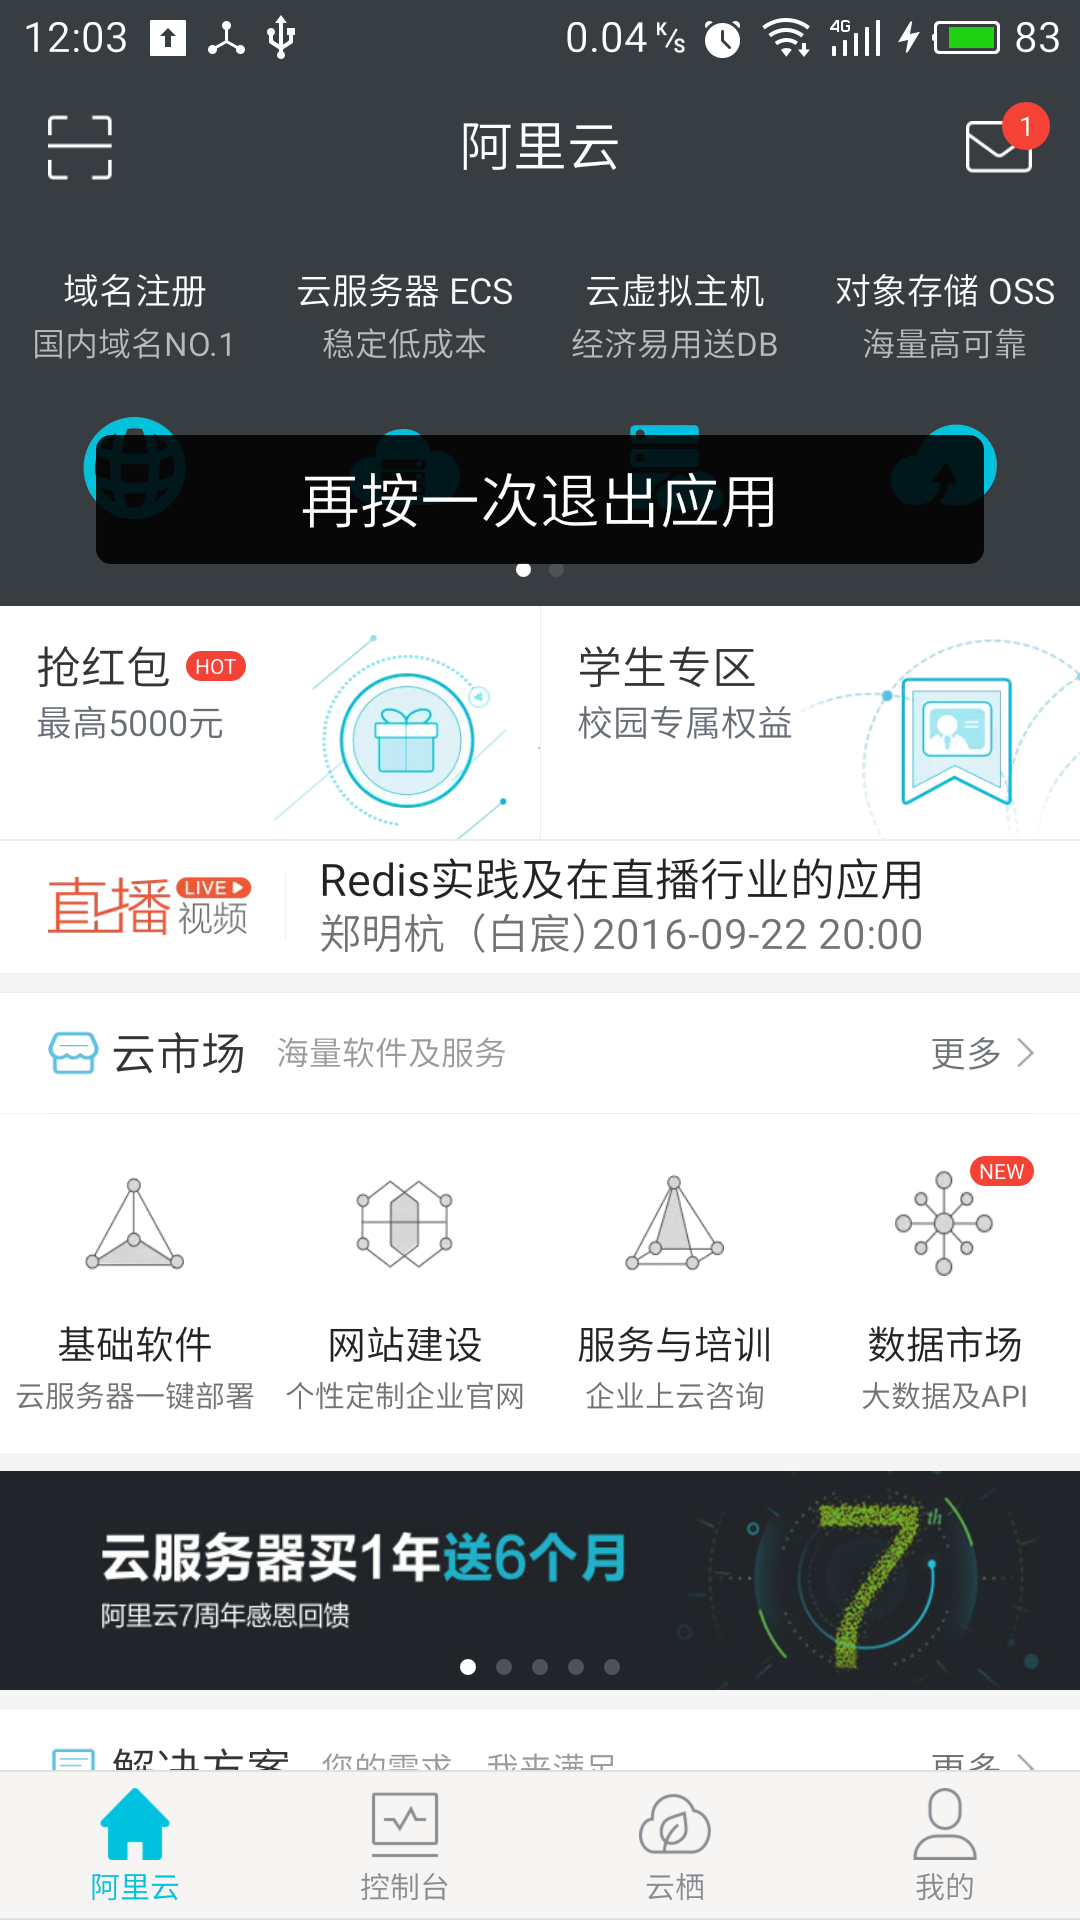 12:03 0.04 K/s 4G 83
阿里云 1
域名注册 云服务器 ECS 云虚拟主机 对象存储 OSS
国内域名NO.1 稳定低成本 经济易用送DB 海量高可靠
再按一次退出应用
抢红包 HOT 学生专区
最高5000元 校园专属权益
直播 LIVE 视频
Redis实践及在直播行业的应用
郑明杭（白宸）2016-09-22 20:00
云市场 海量软件及服务 更多
NEW
基础软件 网站建设 服务与培训 数据市场
云服务器一键部署 个性定制企业官网 企业上云咨询 大数据及API
云服务器买1年送6个月
阿里云7周年感恩回馈
7th
解决方案 您的需求，我来满足 更多
阿里云 控制台 云栖 我的